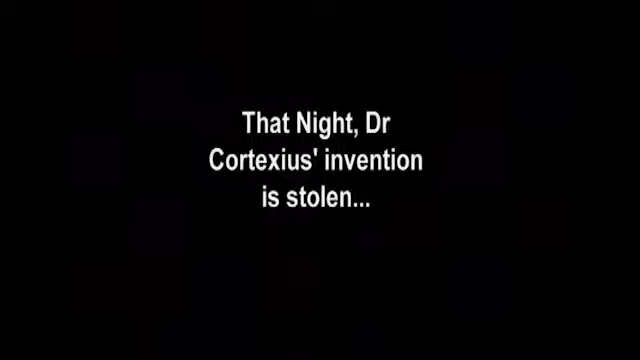 That Night, Dr
Cortexius' invention
is stolen...